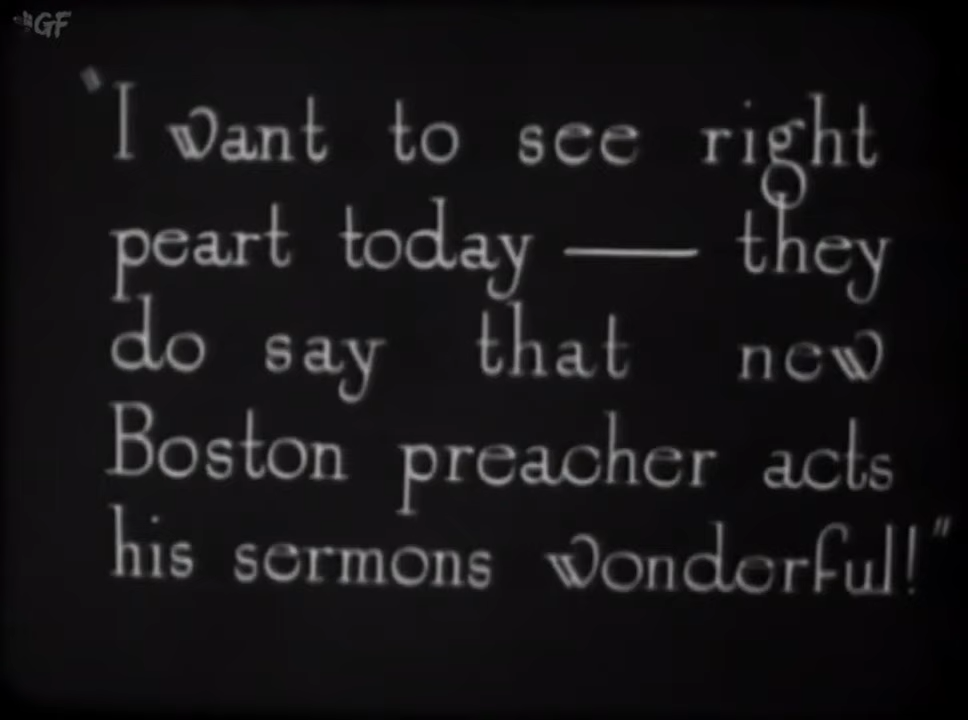 GF
"I want to see right
peart today — they
do say that new
Boston preacher acts
his sermons wonderful!"